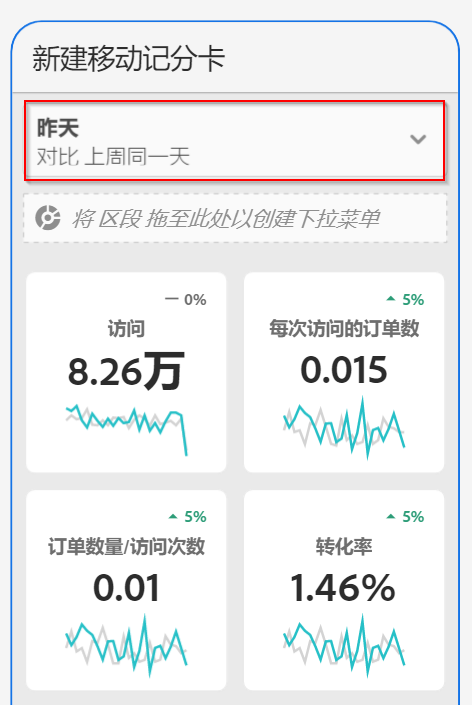 新建移动记分卡
昨天
对比 上周同一天
将 区段 拖至此处以创建下拉菜单
— 0%
访问
8.26万
5%
每次访问的订单数
0.015
5%
订单数量/访问次数
0.01
5%
转化率
1.46%